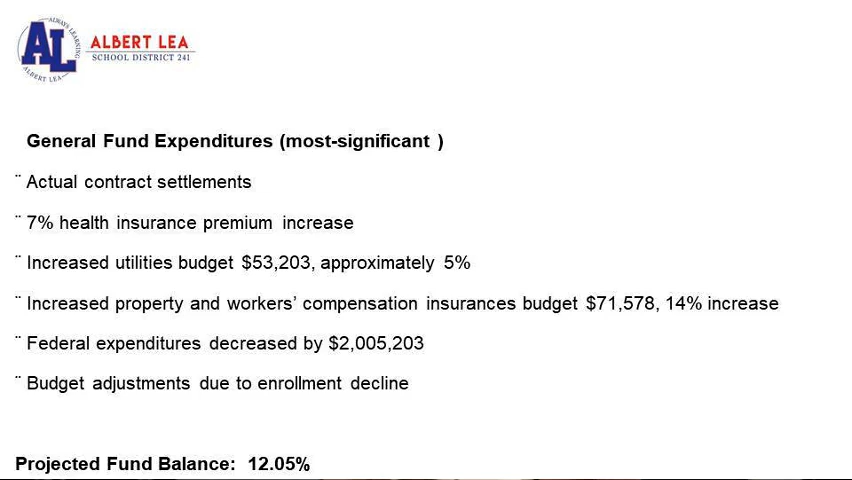 ALWAYS LEARNING
AL
ALBERT LEA
ALBERT LEA
SCHOOL DISTRICT 241
General Fund Expenditures (most-significant )
¨ Actual contract settlements
¨ 7% health insurance premium increase
¨ Increased utilities budget $53,203, approximately 5%
¨ Increased property and workers’ compensation insurances budget $71,578, 14% increase
¨ Federal expenditures decreased by $2,005,203
¨ Budget adjustments due to enrollment decline
Projected Fund Balance: 12.05%